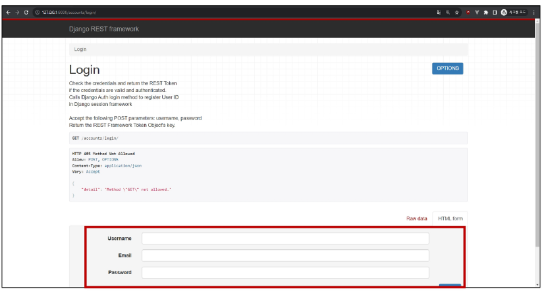 127.0.0.1:8000/accounts/login/
Django REST framework
Login
Login
OPTIONS
Check the credentials and return the REST Token
if the credentials are valid and authenticated.
Calls Django Auth login method to register User ID
in Django session framework
Accept the following POST parameters: username, password
Return the REST Framework Token Object's key.
GET /accounts/login/
HTTP 405 Method Not Allowed
Allow: POST, OPTIONS
Content-Type: application/json
Vary: Accept
{
"detail": "Method \"GET\" not allowed."
}
Raw data
HTML form
Username
Email
Password